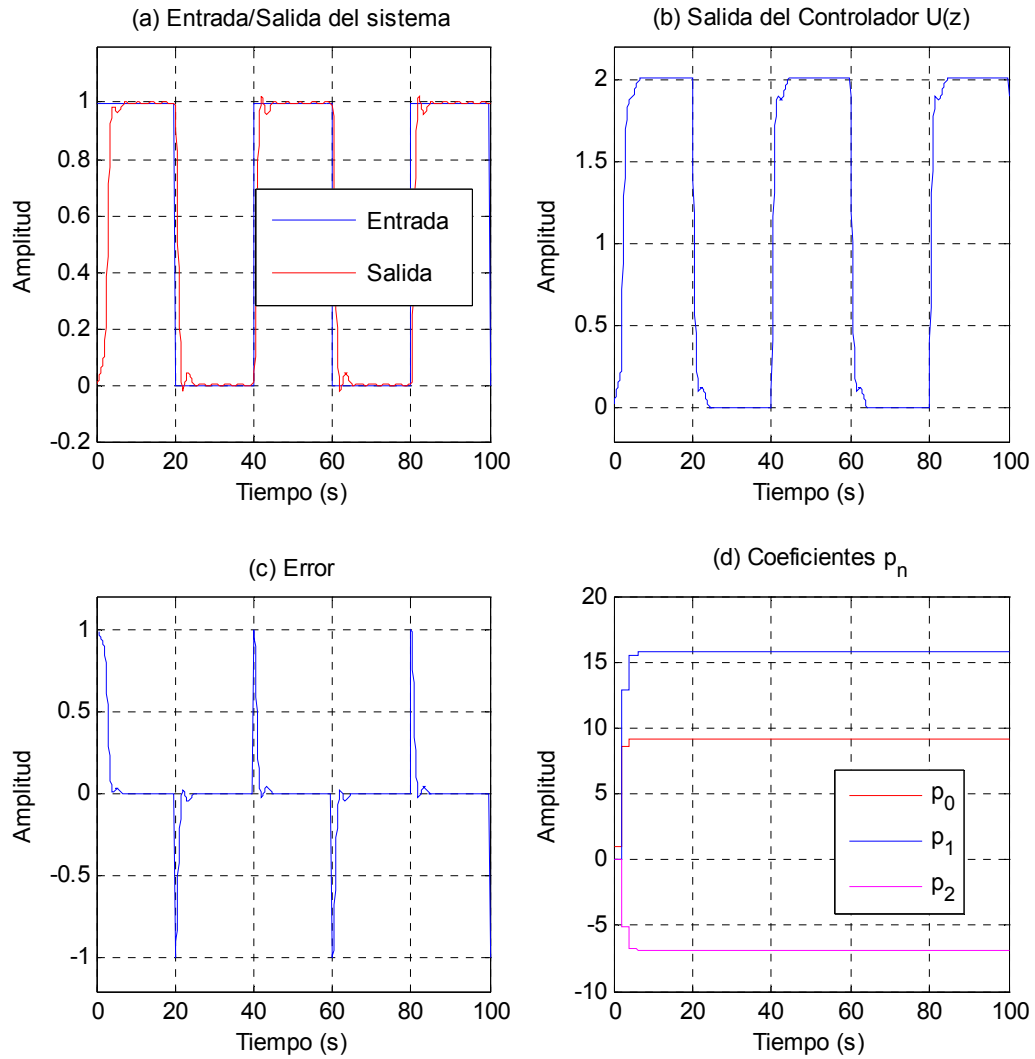 (a) Entrada/Salida del sistema
Amplitud
1
0.8
0.6
0.4
0.2
0
-0.2
Entrada
Salida
0 20 40 60 80 100
Tiempo (s)
(b) Salida del Controlador U(z)
Amplitud
2
1.5
1
0.5
0
0 20 40 60 80 100
Tiempo (s)
(c) Error
Amplitud
1
0.5
0
-0.5
-1
0 20 40 60 80 100
Tiempo (s)
(d) Coeficientes p_n
Amplitud
20
15
10
5
0
-5
-10
p_0
p_1
p_2
0 20 40 60 80 100
Tiempo (s)